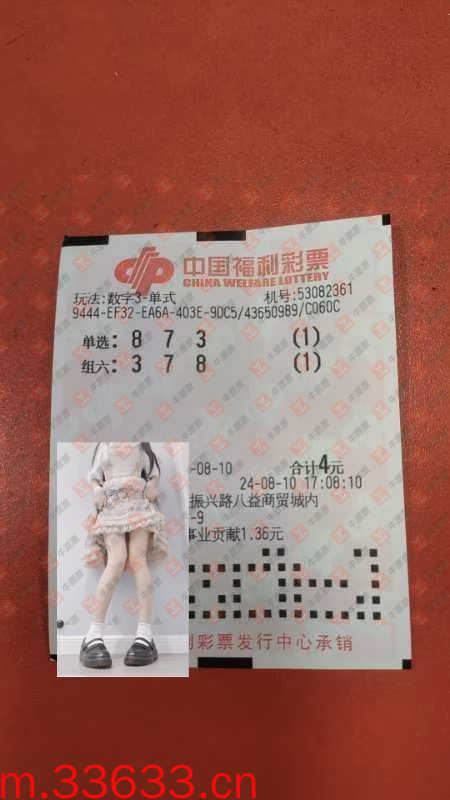 中国福利彩票
CHINA WELFARE LOTTERY
玩法:数字3-单式 机号:53082361
9444-EF32-EA6A-403E-9DC5/43650989/C060C
单选: 8 7 3 (1)
组六: 3 7 8 (1)
-08-10 合计4元
24-08-10 17:08:10
振兴路八益商贸城内
-9
事业贡献1.36元
利彩票发行中心承销
m.33633.cn